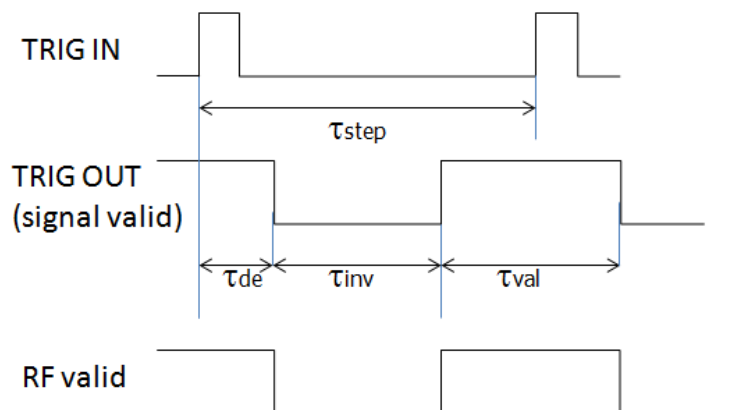 TRIG IN
τstep
TRIG OUT
(signal valid)
τde
τinv
τval
RF valid